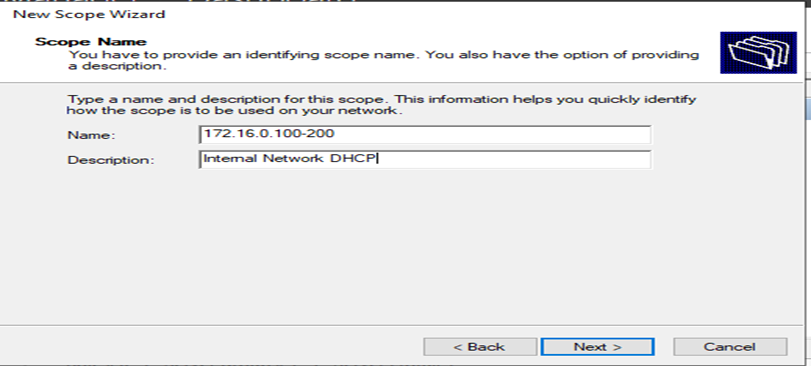 New Scope Wizard
Scope Name
You have to provide an identifying scope name. You also have the option of providing
a description.
Type a name and description for this scope. This information helps you quickly identify
how the scope is to be used on your network.
Name: 172.16.0.100-200
Description: Internal Network DHCP
< Back Next > Cancel